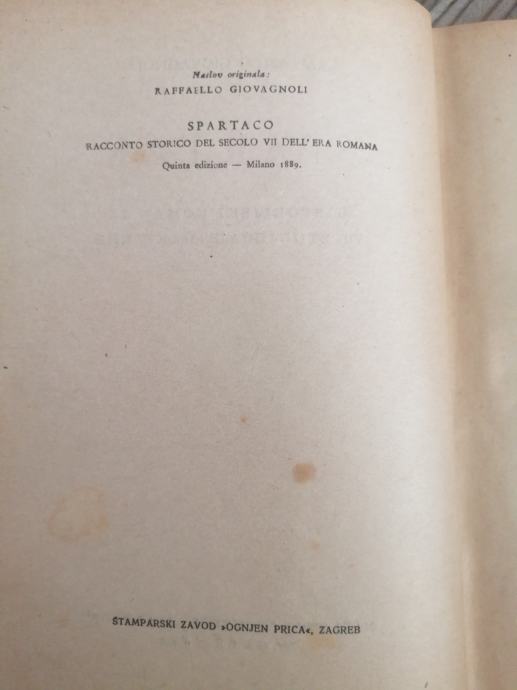 Naslov originala:
RAFFAELLO GIOVAGNOLI
SPARTACO
RACCONTO STORICO DEL SECOLO VII DELL' ERA ROMANA
Quinta edizione — Milano 1889.
ŠTAMPARSKI ZAVOD »OGNJEN PRICA«, ZAGREB